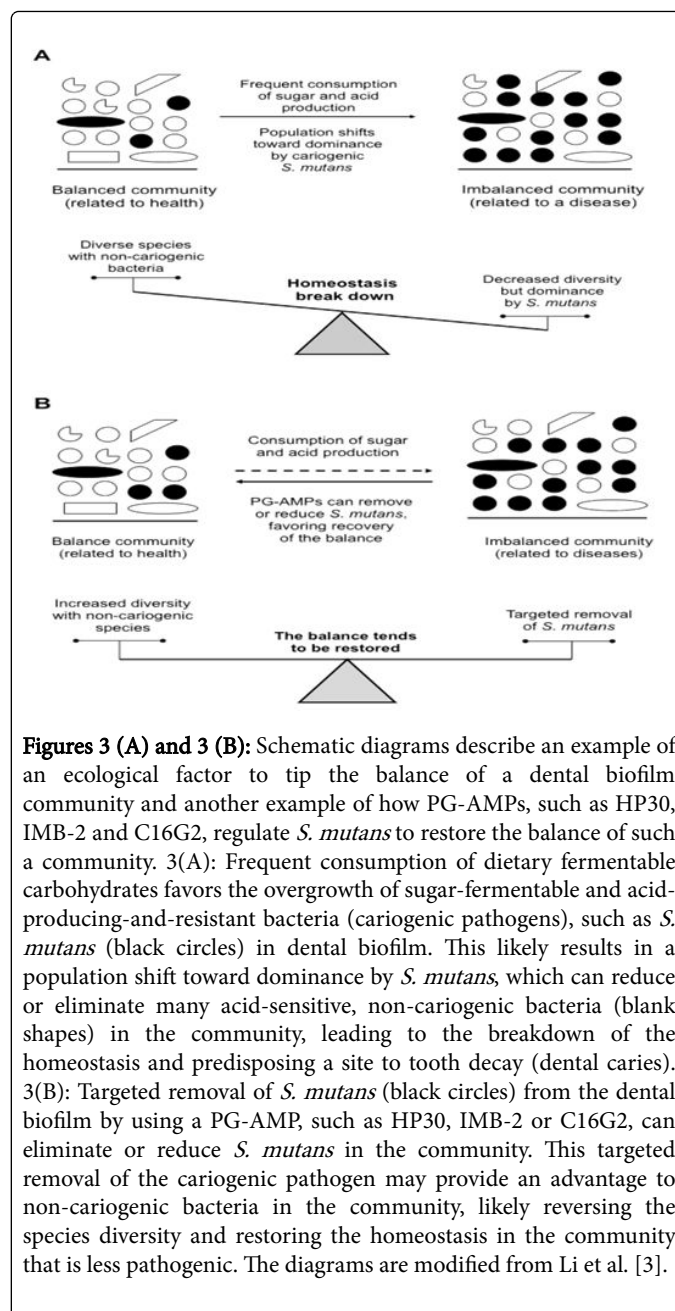 A
Frequent consumption
of sugar and acid
production
Population shifts
toward dominance
by cariogenic
S. mutans
Balanced community
(related to health)
Imbalanced community
(related to a disease)
Diverse species
with non-cariogenic
bacteria
Homeostasis
break down
Decreased diversity
but dominance
by S. mutans
B
Consumption of sugar
and acid production
PG-AMPs can remove
or reduce S. mutans,
favoring recovery
of the balance
Balance community
(related to health)
Imbalanced community
(related to diseases)
Increased diversity
with non-cariogenic
species
The balance tends
to be restored
Targeted removal
of S. mutans
Figures 3 (A) and 3 (B): Schematic diagrams describe an example of
an ecological factor to tip the balance of a dental biofilm
community and another example of how PG-AMPs, such as HP30,
IMB-2 and C16G2, regulate S. mutans to restore the balance of such
a community. 3(A): Frequent consumption of dietary fermentable
carbohydrates favors the overgrowth of sugar-fermentable and acid-
producing-and-resistant bacteria (cariogenic pathogens), such as S.
mutans (black circles) in dental biofilm. This likely results in a
population shift toward dominance by S. mutans, which can reduce
or eliminate many acid-sensitive, non-cariogenic bacteria (blank
shapes) in the community, leading to the breakdown of the
homeostasis and predisposing a site to tooth decay (dental caries).
3(B): Targeted removal of S. mutans (black circles) from the dental
biofilm by using a PG-AMP, such as HP30, IMB-2 or C16G2, can
eliminate or reduce S. mutans in the community. This targeted
removal of the cariogenic pathogen may provide an advantage to
non-cariogenic bacteria in the community, likely reversing the
species diversity and restoring the homeostasis in the community
that is less pathogenic. The diagrams are modified from Li et al. [3].